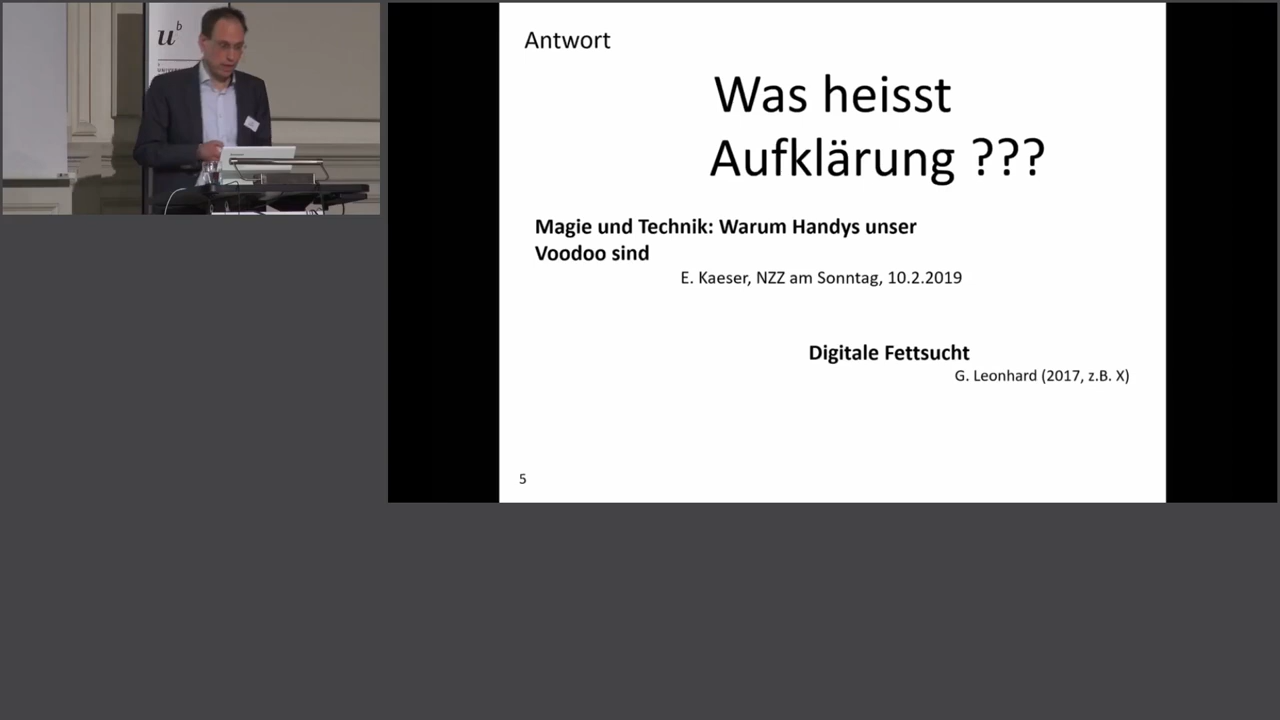 u
b
Antwort
Was heisst
Aufklärung ???
Magie und Technik: Warum Handys unser
Voodoo sind
E. Kaeser, NZZ am Sonntag, 10.2.2019
Digitale Fettsucht
G. Leonhard (2017, z.B. X)
5